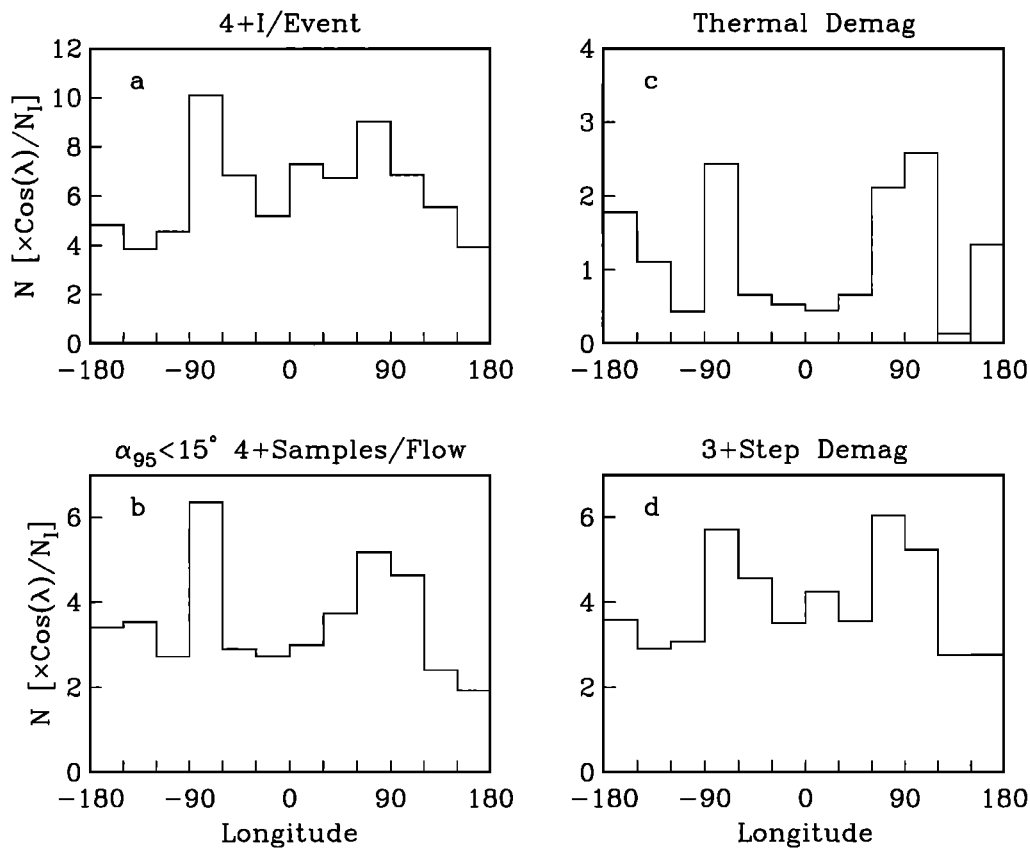 4+I/Event
a
N [×Cos(λ)/N_I]
12
10
8
6
4
2
0
−180 −90 0 90 180
Thermal Demag
c
4
3
2
1
0
−180 −90 0 90 180
α₉₅<15° 4+Samples/Flow
b
N [×Cos(λ)/N_I]
6
4
2
0
−180 −90 0 90 180
Longitude
3+Step Demag
d
6
4
2
0
−180 −90 0 90 180
Longitude